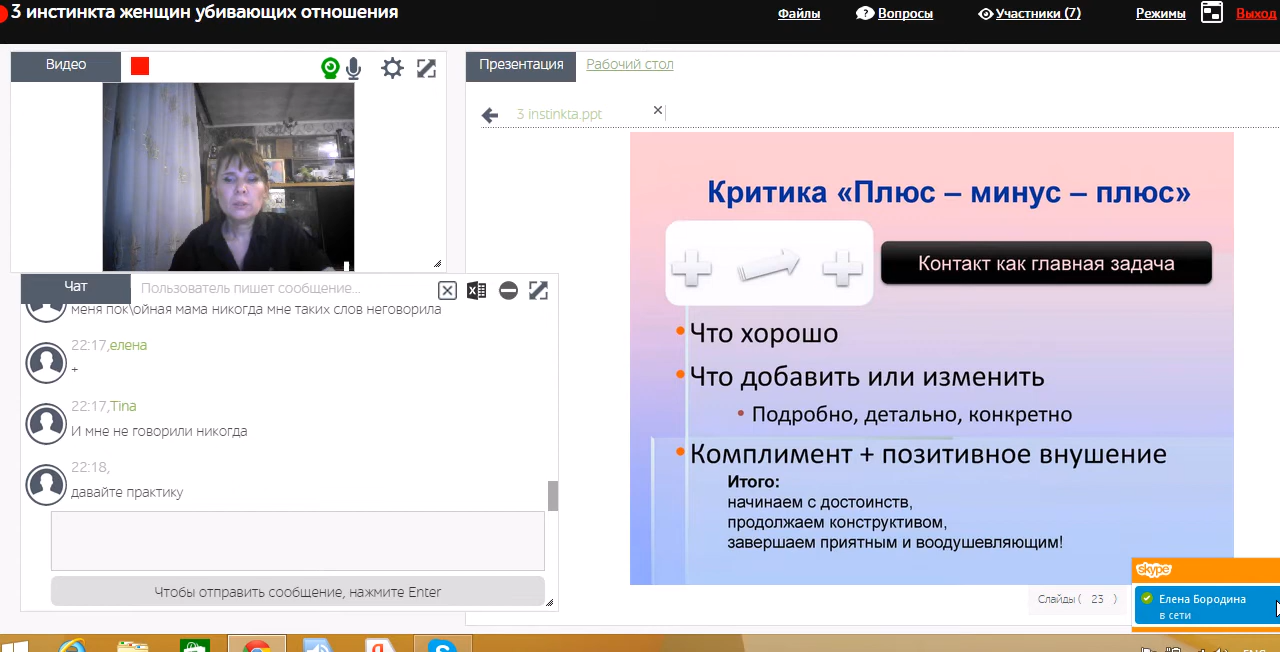 3 инстинкта женщин убивающих отношения
Файлы
Вопросы
Участники (7)
Режимы
Выход
Видео
Презентация
Рабочий стол
3 instinkta.ppt
Критика «Плюс – минус – плюс»
Контакт как главная задача
Что хорошо
Что добавить или изменить
Подробно, детально, конкретно
Комплимент + позитивное внушение
Итого:
начинаем с достоинств,
продолжаем конструктивом,
завершаем приятным и воодушевляющим!
Слайды ( 23 )
Чат
Пользователь пишет сообщение...
меня пок\ойная мама никогда мне таких слов неговорила
22:17,елена
+
22:17,Tina
И мне не говорили никогда
22:18,
давайте практику
Чтобы отправить сообщение, нажмите Enter
skype
Елена Бородина
в сети